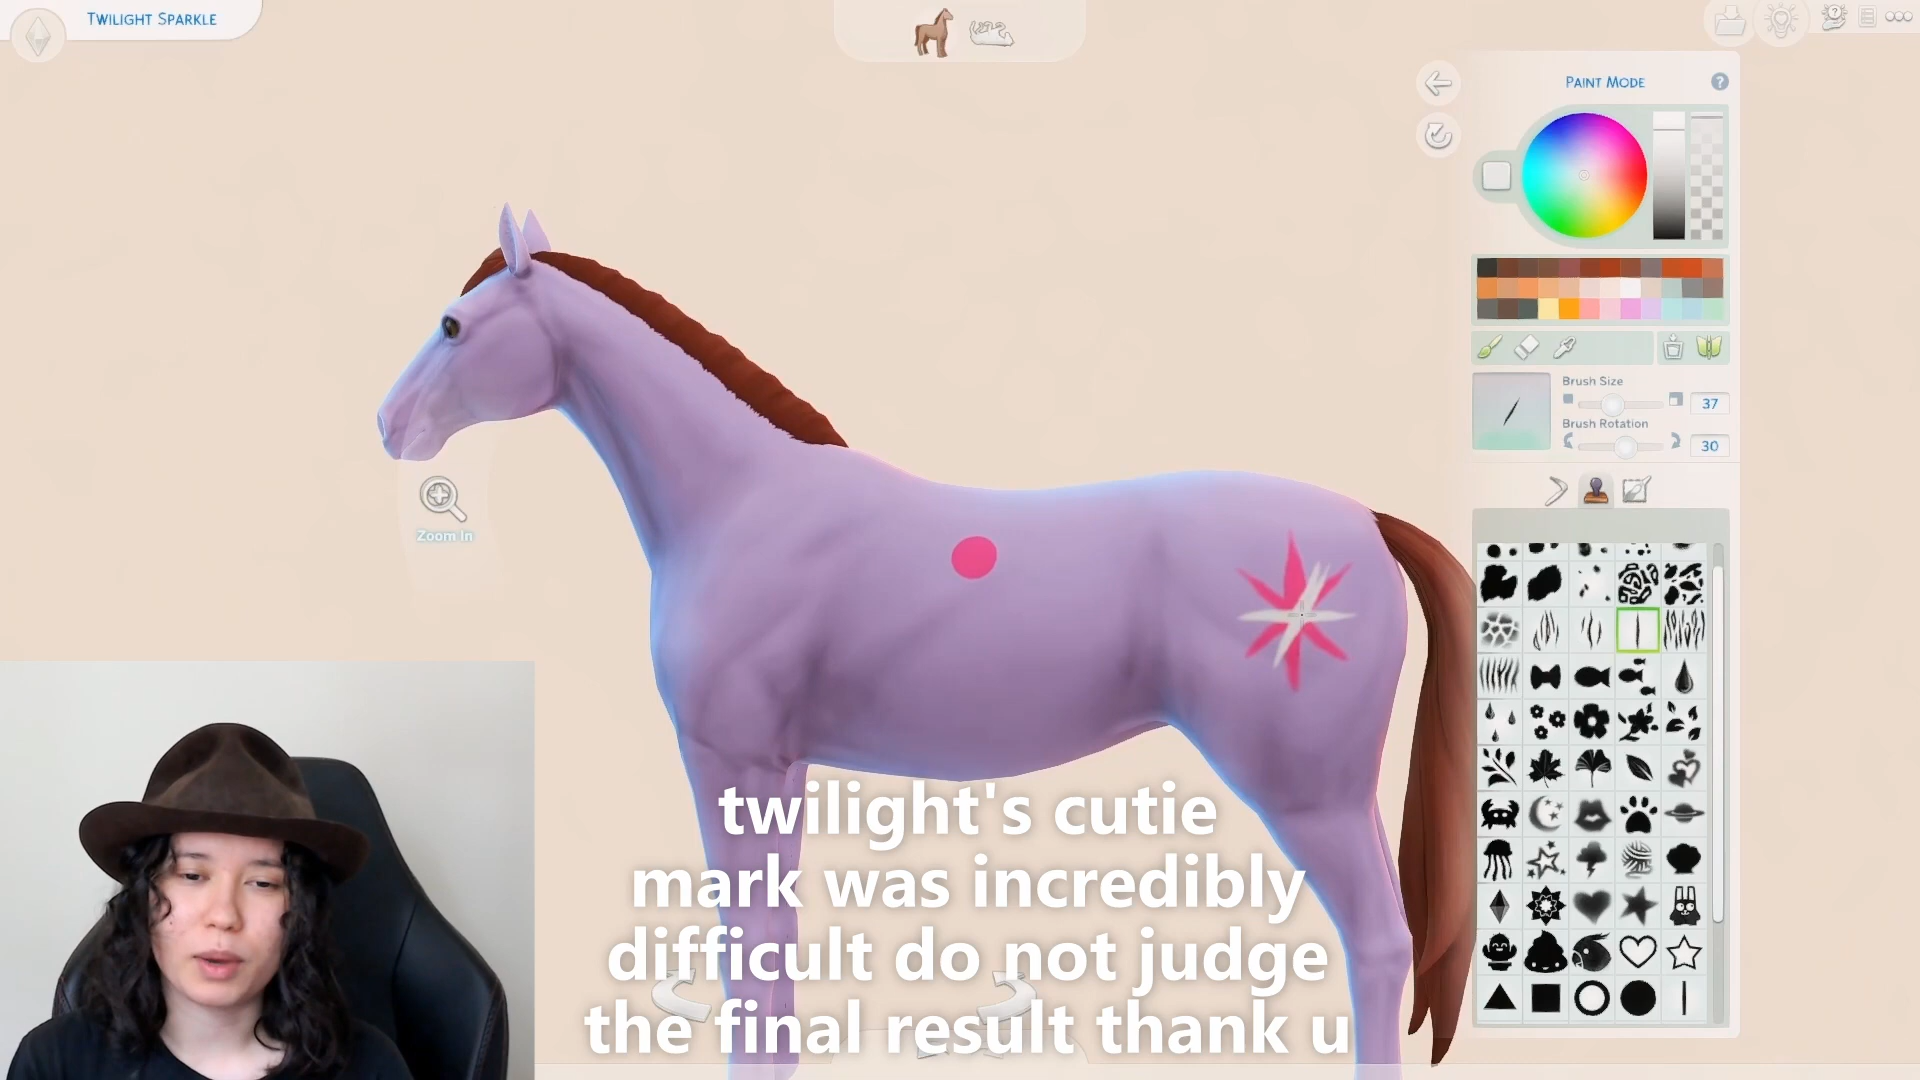 TWILIGHT SPARKLE
PAINT MODE
?
Brush Size
37
Brush Rotation
30
Zoom In
twilight's cutie
mark was incredibly
difficult do not judge
the final result thank u